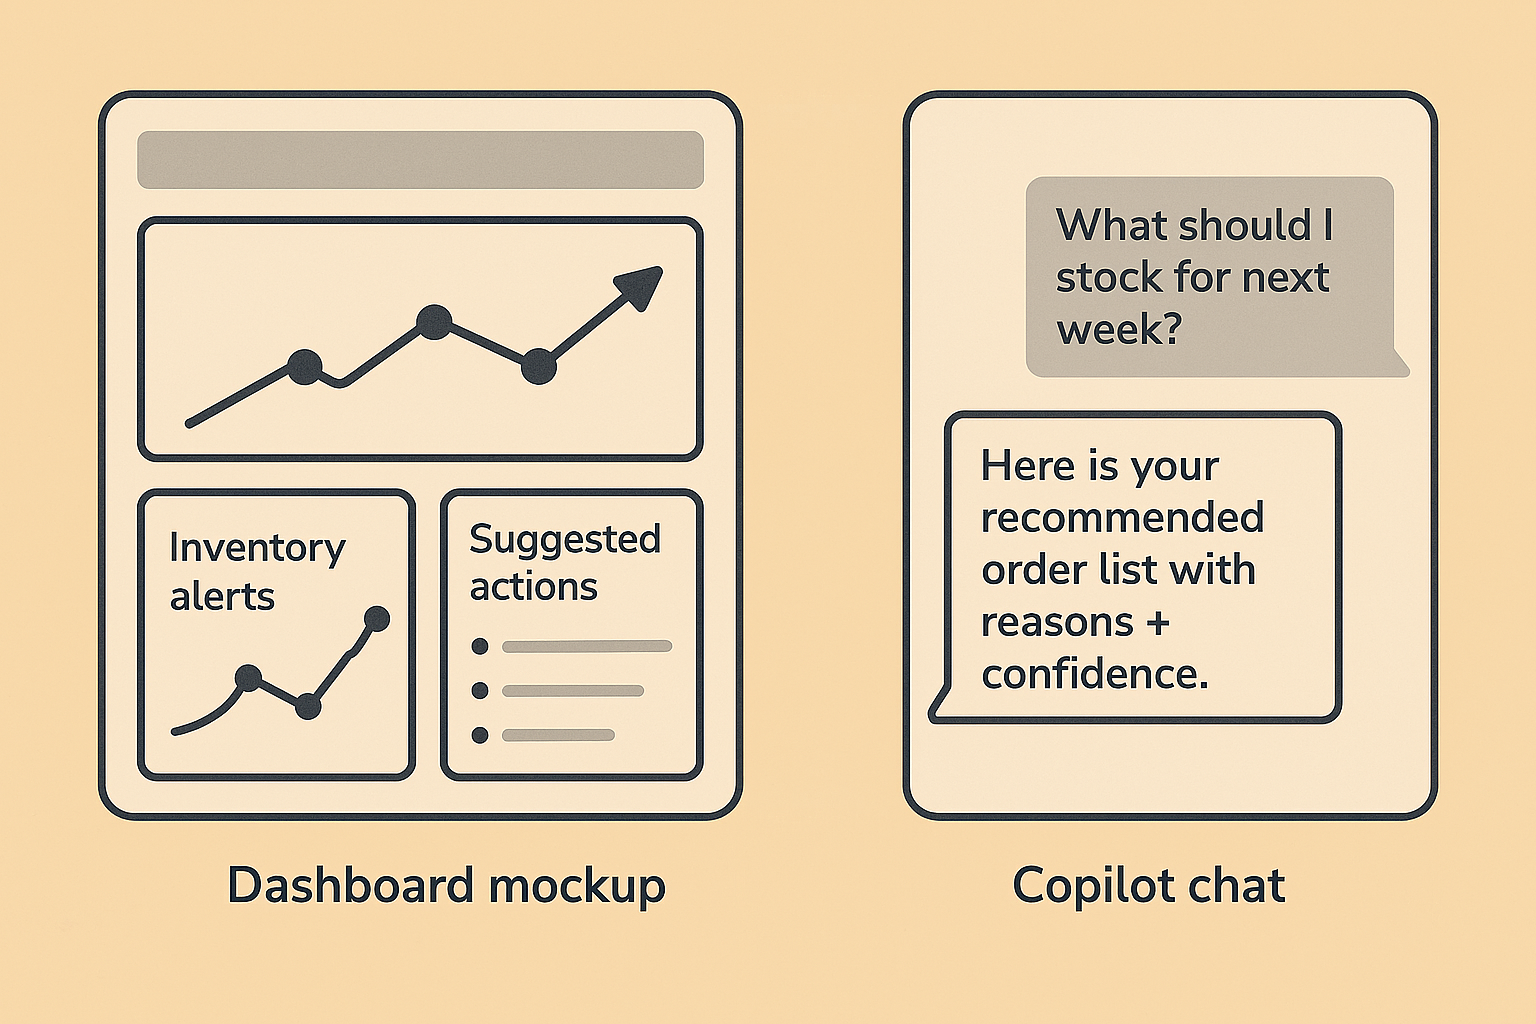 Inventory
alerts
Suggested
actions
Dashboard mockup
What should I
stock for next
week?
Here is your
recommended
order list with
reasons +
confidence.
Copilot chat